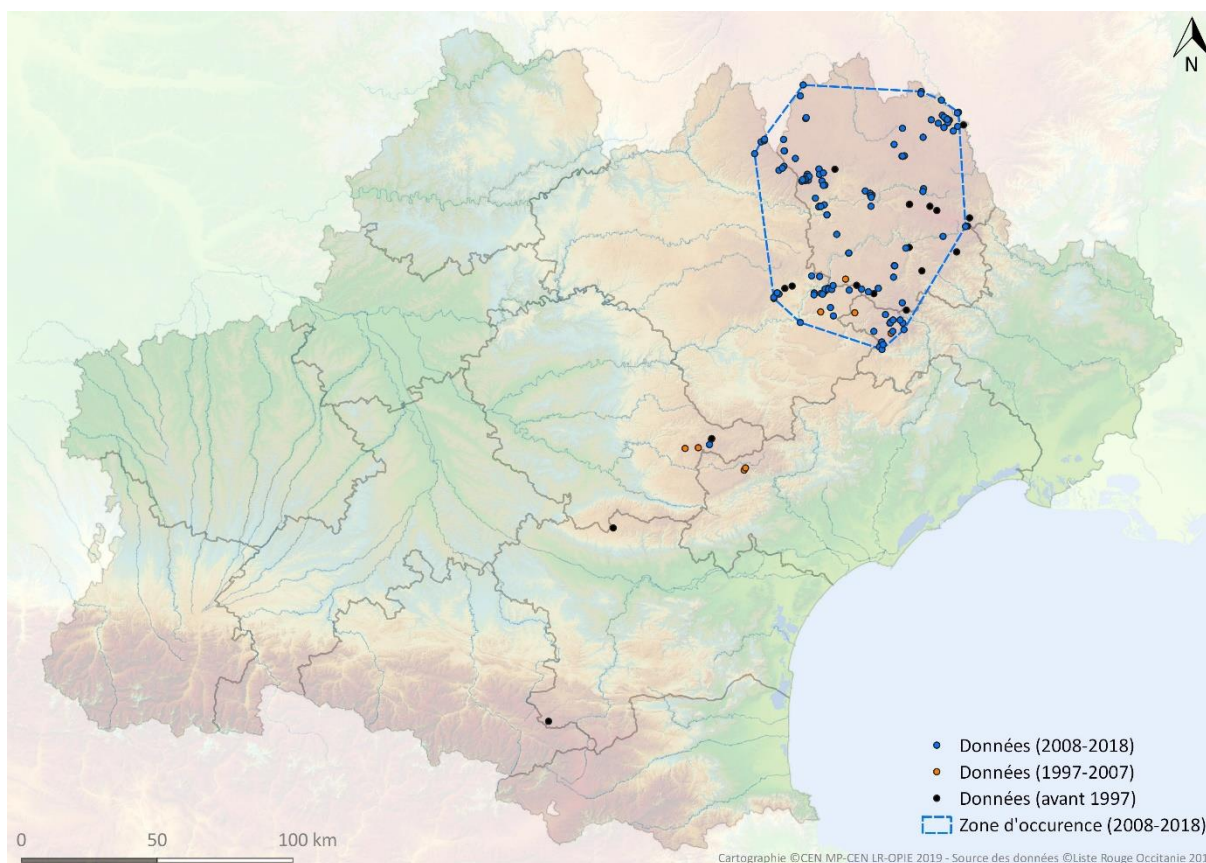 N
Données (2008-2018)
Données (1997-2007)
Données (avant 1997)
Zone d'occurence (2008-2018)
0 50 100 km
Cartographie ©CEN MP-CEN LR-OPIE 2019 - Source des données ©Liste Rouge Occitanie